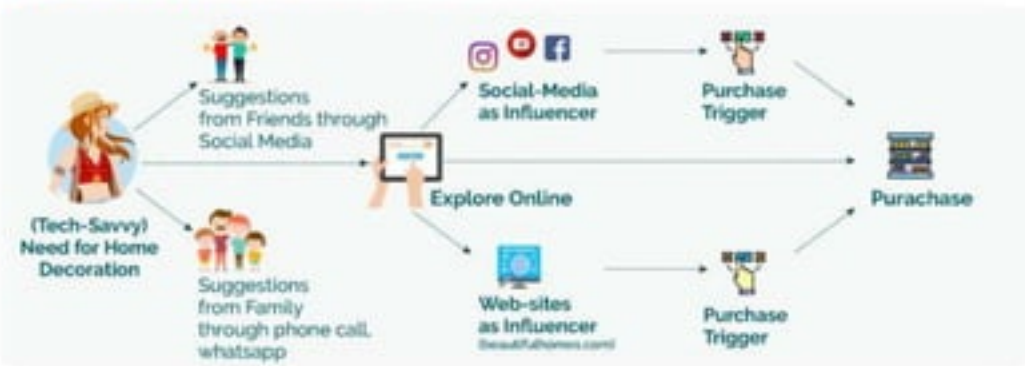 Suggestions
from Friends through
Social Media
Social-Media
as Influencer
Purchase
Trigger
(Tech-Savvy)
Need for Home
Decoration
Explore Online
Purachase
Suggestions
from Family
through phone call,
whatsapp
Web-sites
as Influencer
(beautifulhomes.com)
Purchase
Trigger